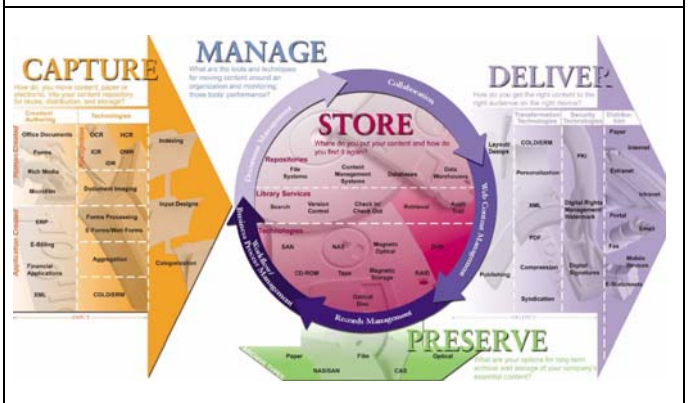 CAPTURE
How do you move content, paper or
electronic, into your content repository
for reuse, distribution, and storage?
Content
Authoring
Technologies
Human-Created
Office Documents
Forms
Rich Media
Microfilm
OCR HCR
ICR OMR
Document Imaging
Indexing
Application Created
ERP
E-Billing
Financial
Applications
XML
Forms Processing
E Forms/Web Forms
Aggregation
COLD/ERM
Input Designs
Categorization
MANAGE
What are the tools and techniques
for moving content around an
organization and monitoring
those tools' performance?
Document Management
Collaboration
Web Content Management
Records Management
Workflow/
Business Process Management
STORE
Where do you put your content and how do
you find it again?
Repositories
File
Systems
Content
Management
Systems
Databases
Data
Warehouses
Library Services
Search
Version
Control
Check In/
Check Out
Retrieval
Audit
Trail
Technologies
SAN
NAS
Magneto
Optical
DVD
CD-ROM
Tape
Magnetic
Storage
RAID
Optical
Disc
DELIVER
How do you get the right content to the
right audience on the right device?
Transformation
Technologies
Security
Technologies
Distribu-
tion
Layout/
Design
Publishing
COLD/ERM
Personalization
XML
PDF
Compression
Syndication
PKI
Digital Rights
Management/
Watermark
Digital
Signatures
Paper
Internet
Extranet
Intranet
Portal
Email
Fax
Mobile
Devices
E-Statements
PRESERVE
What are your options for long-term
archival and storage of your company's
essential content?
Paper
Film
Optical
NAS/SAN
CAS